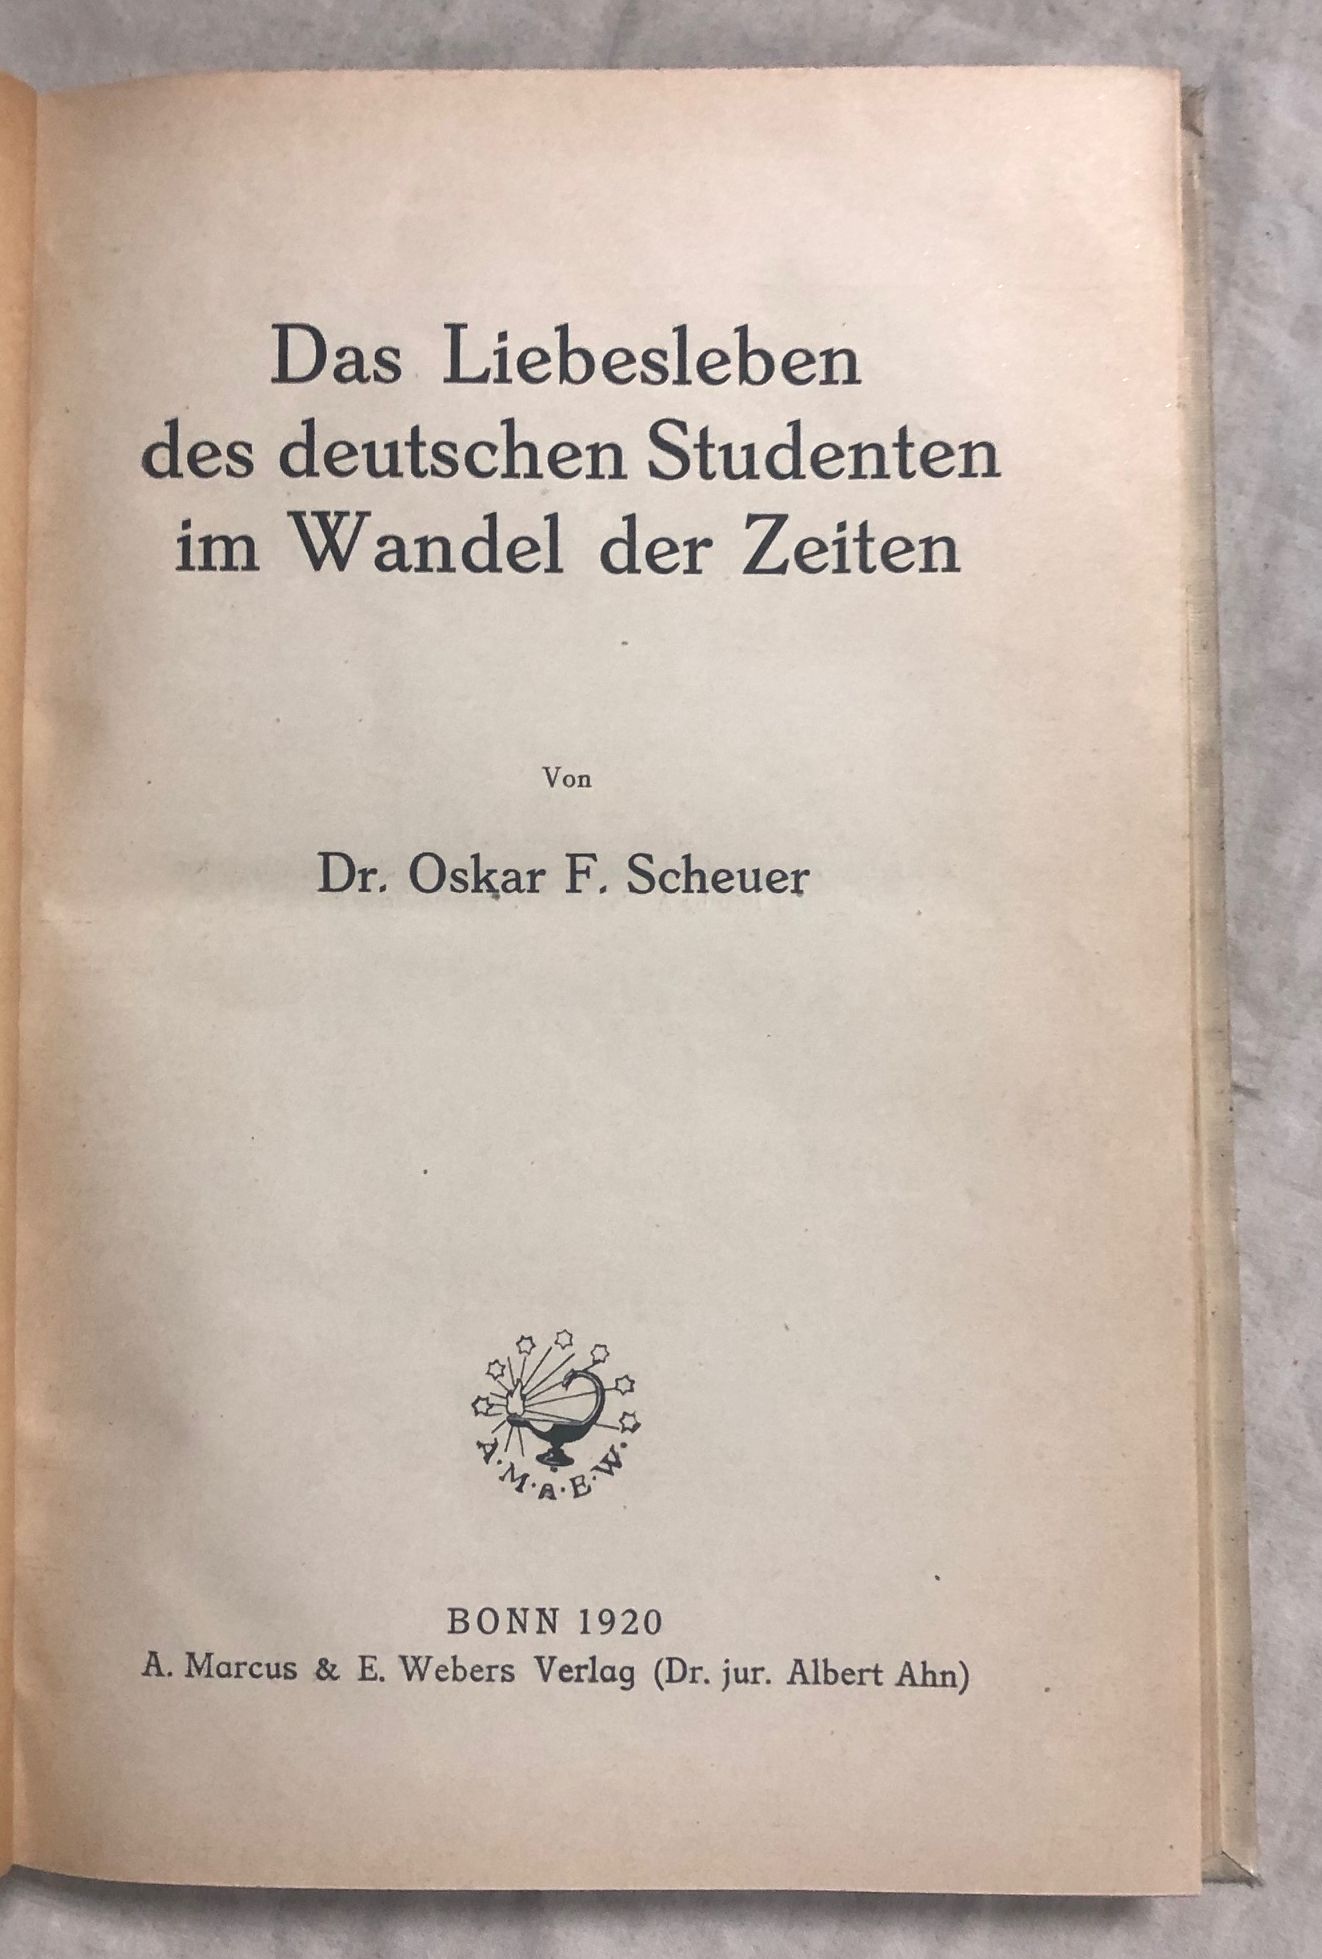 Das Liebesleben
des deutschen Studenten
im Wandel der Zeiten
Von
Dr. Oskar F. Scheuer
A·M·A·E·W·
BONN 1920
A. Marcus & E. Webers Verlag (Dr. jur. Albert Ahn)